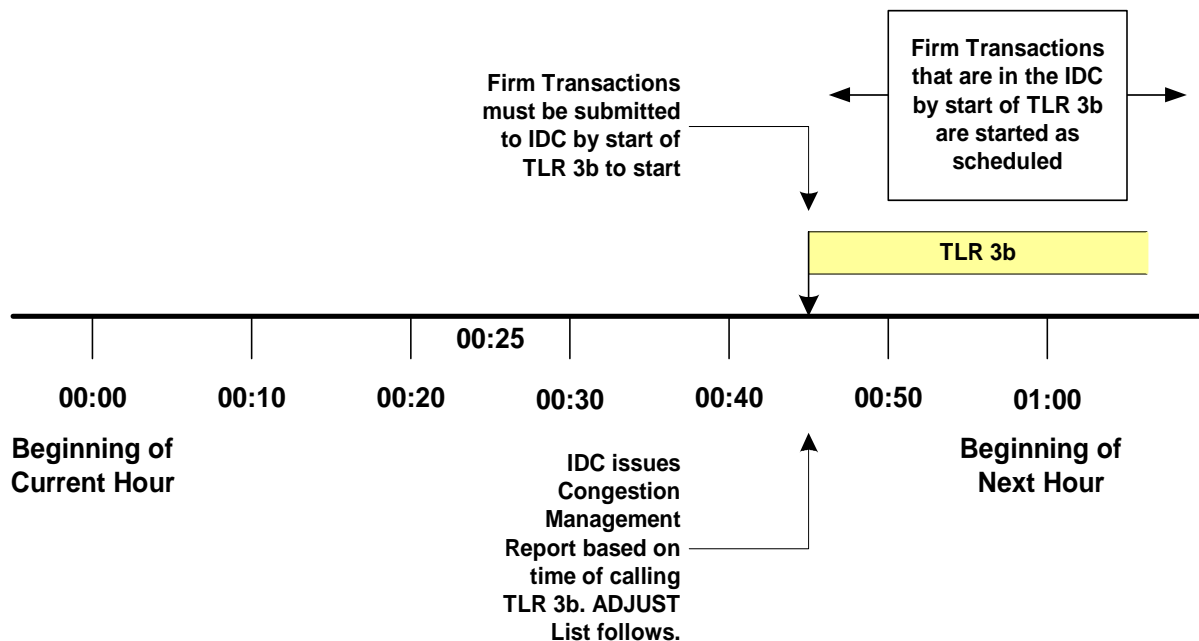 Firm Transactions
must be submitted
to IDC by start of
TLR 3b to start
Firm Transactions
that are in the IDC
by start of TLR 3b
are started as
scheduled
TLR 3b
00:25
00:00
00:10
00:20
00:30
00:40
00:50
01:00
Beginning of
Current Hour
IDC issues
Congestion
Management
Report based on
time of calling
TLR 3b. ADJUST
List follows.
Beginning of
Next Hour